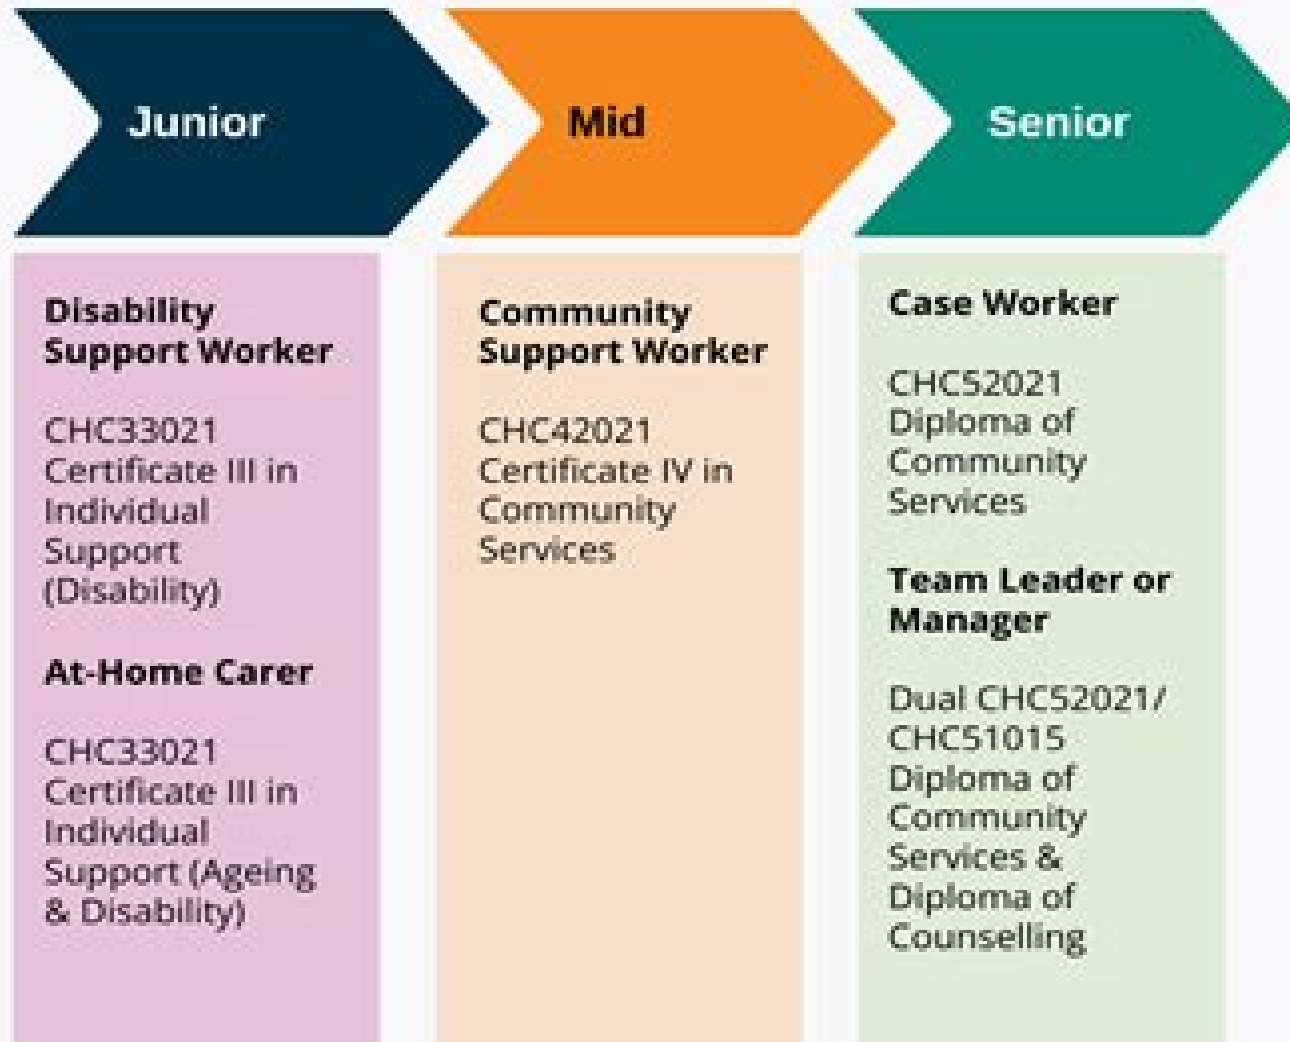 Junior
Mid
Senior
Disability
Support Worker
CHC33021
Certificate III in
Individual
Support
(Disability)
At-Home Carer
CHC33021
Certificate III in
Individual
Support (Ageing
& Disability)
Community
Support Worker
CHC42021
Certificate IV in
Community
Services
Case Worker
CHC52021
Diploma of
Community
Services
Team Leader or
Manager
Dual CHC52021/
CHC51015
Diploma of
Community
Services &
Diploma of
Counselling